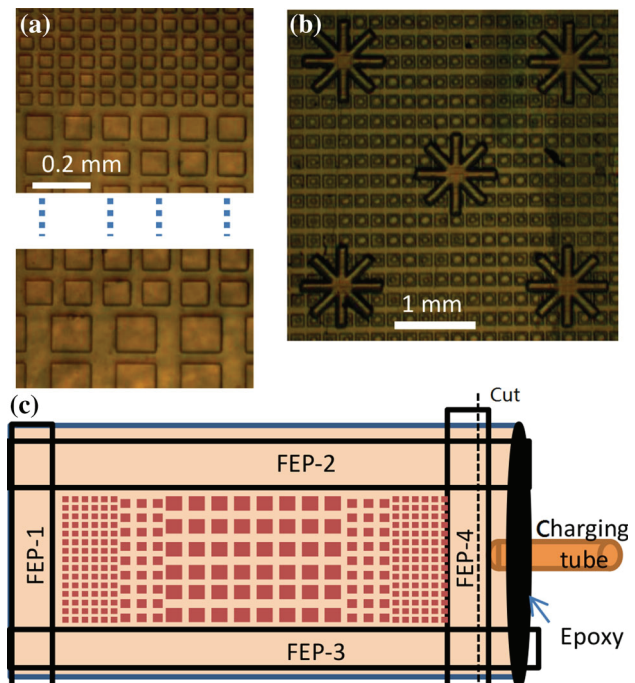 (a)
0.2 mm
(b)
1 mm
(c)
Cut
FEP-1
FEP-2
FEP-4
Charging
tube
FEP-3
Epoxy